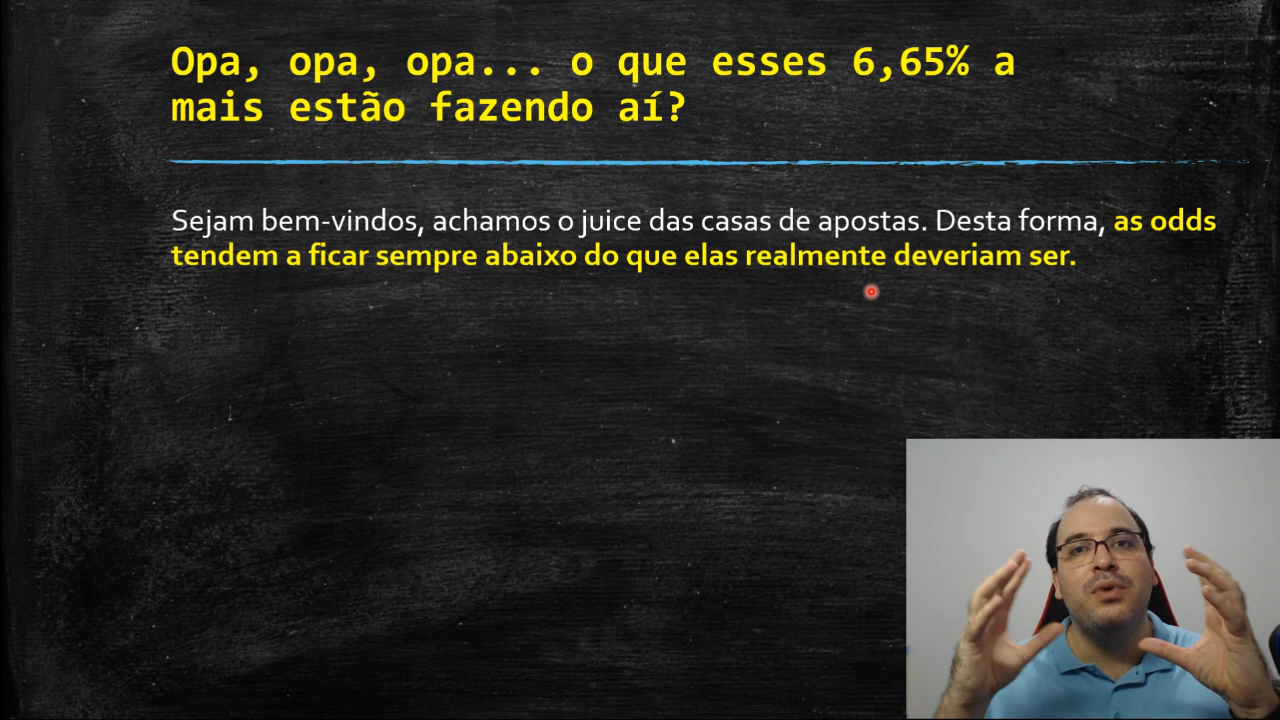 Opa, opa, opa... o que esses 6,65% a
mais estão fazendo aí?
Sejam bem-vindos, achamos o juice das casas de apostas. Desta forma, as odds
tendem a ficar sempre abaixo do que elas realmente deveriam ser.